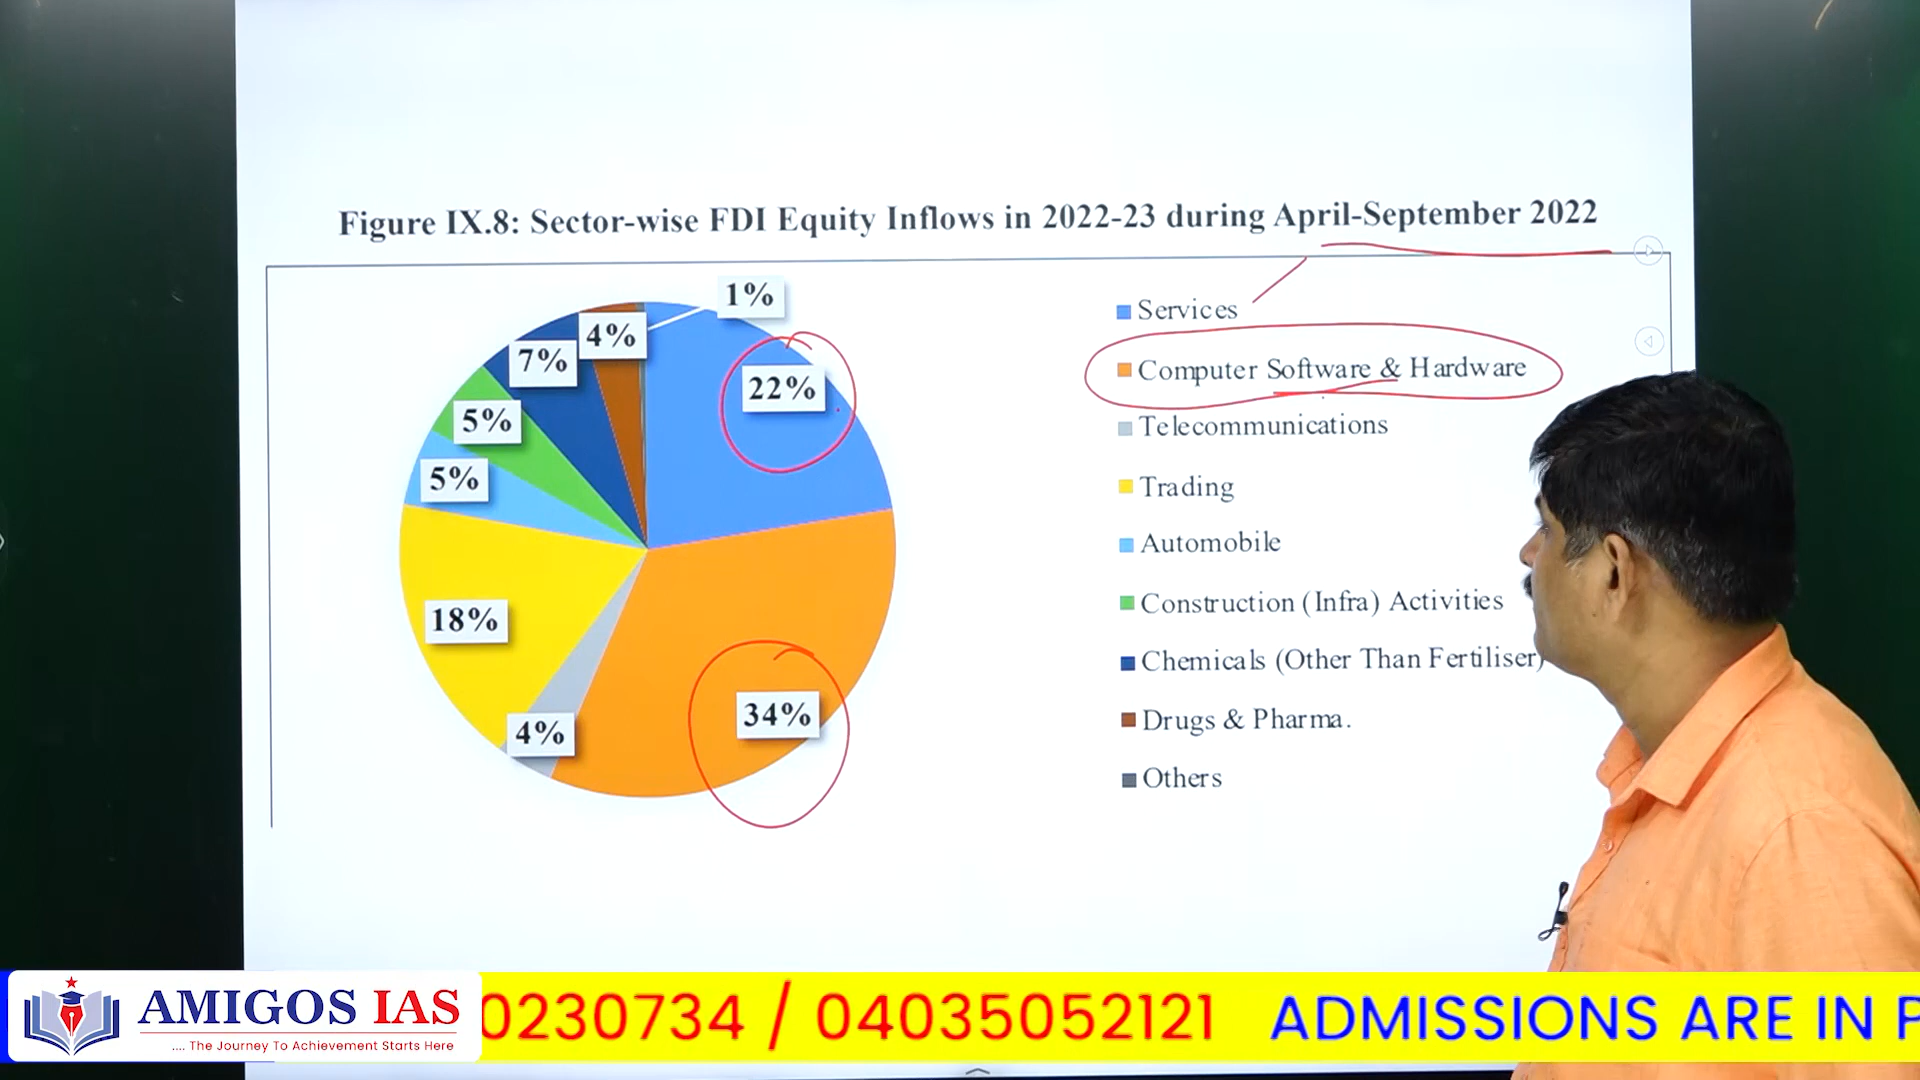 Figure IX.8: Sector-wise FDI Equity Inflows in 2022-23 during April-September 2022
1%
4%
7%
22%
5%
5%
18%
34%
4%
Services
Computer Software & Hardware
Telecommunications
Trading
Automobile
Construction (Infra) Activities
Chemicals (Other Than Fertiliser)
Drugs & Pharma.
Others
AMIGOS IAS
.... The Journey To Achievement Starts Here
0230734 / 04035052121 ADMISSIONS ARE IN P